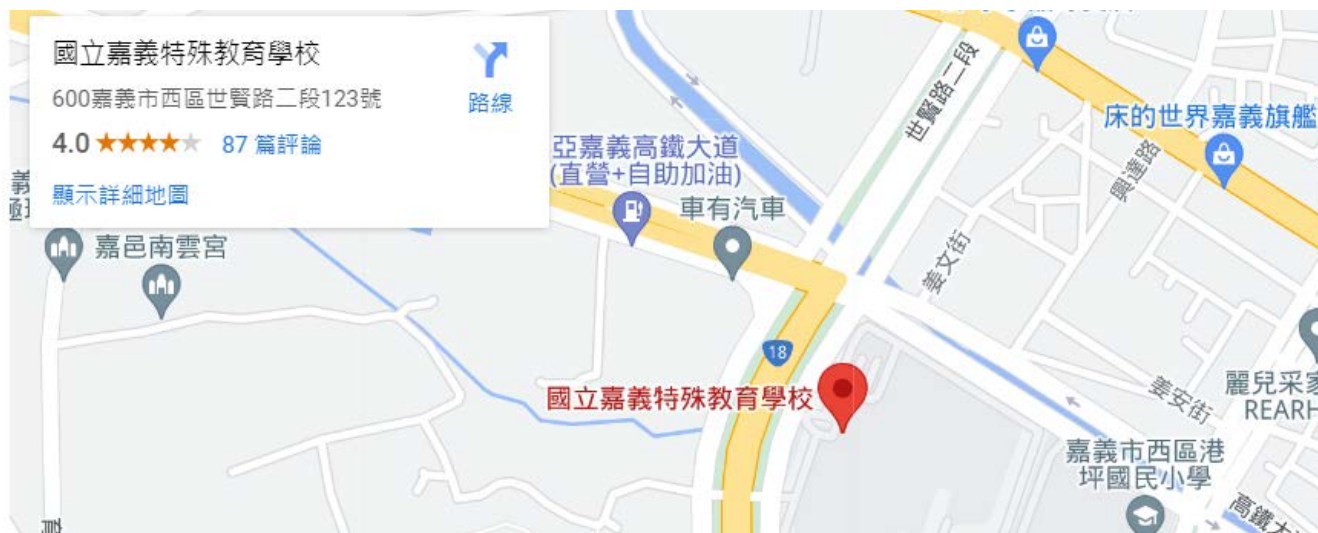 國立嘉義特殊教育學校
600嘉義市西區世賢路二段123號
4.0
87 篇評論
顯示詳細地圖
路線
世賢路二段
床的世界嘉義旗艦
興達路
亞嘉義高鐵大道
(直營+自助加油)
車有汽車
義
嘉邑南雲宮
姜文街
18
國立嘉義特殊教育學校
麗兒采家
REARH
姜安街
嘉義市西區港
坪國民小學
高鐵大